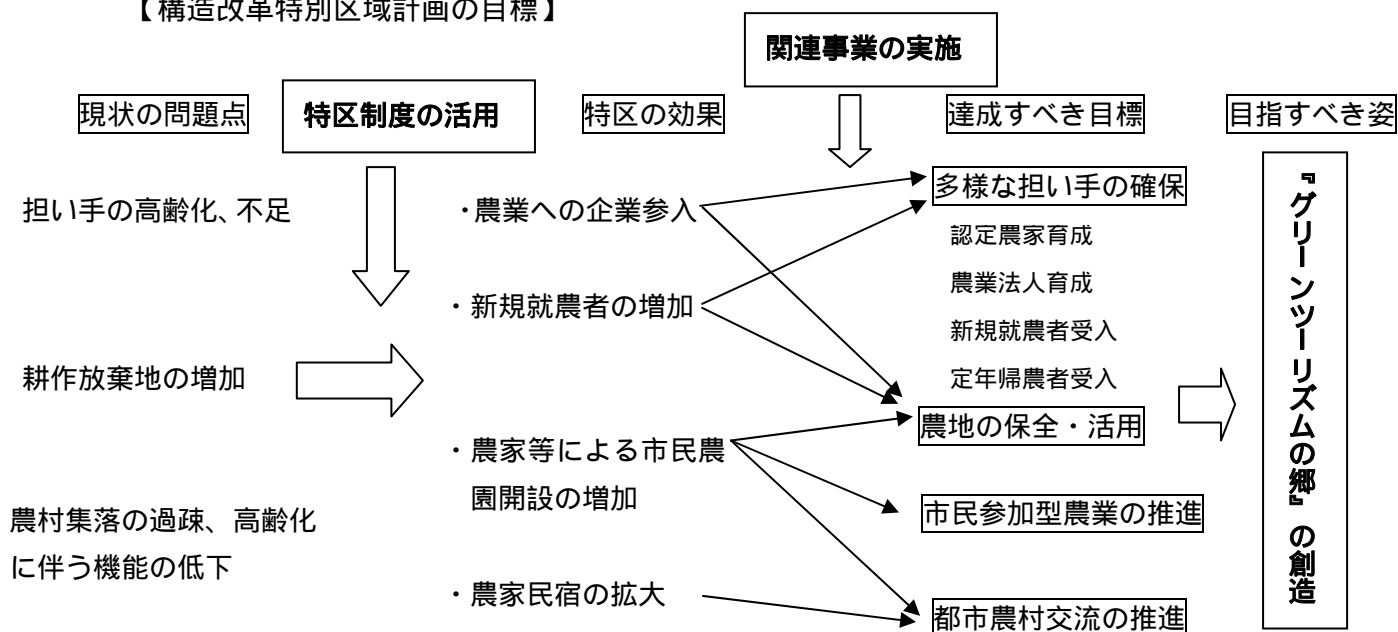 【構造改革特別区域計画の目標】
関連事業の実施
現状の問題点
特区制度の活用
特区の効果
達成すべき目標
目指すべき姿
担い手の高齢化、不足
耕作放棄地の増加
農村集落の過疎、高齢化
に伴う機能の低下
・農業への企業参入
・新規就農者の増加
・農家等による市民農
園開設の増加
・農家民宿の拡大
多様な担い手の確保
認定農家育成
農業法人育成
新規就農者受入
定年帰農者受入
農地の保全・活用
市民参加型農業の推進
都市農村交流の推進
『グリーンツーリズムの郷』の創造